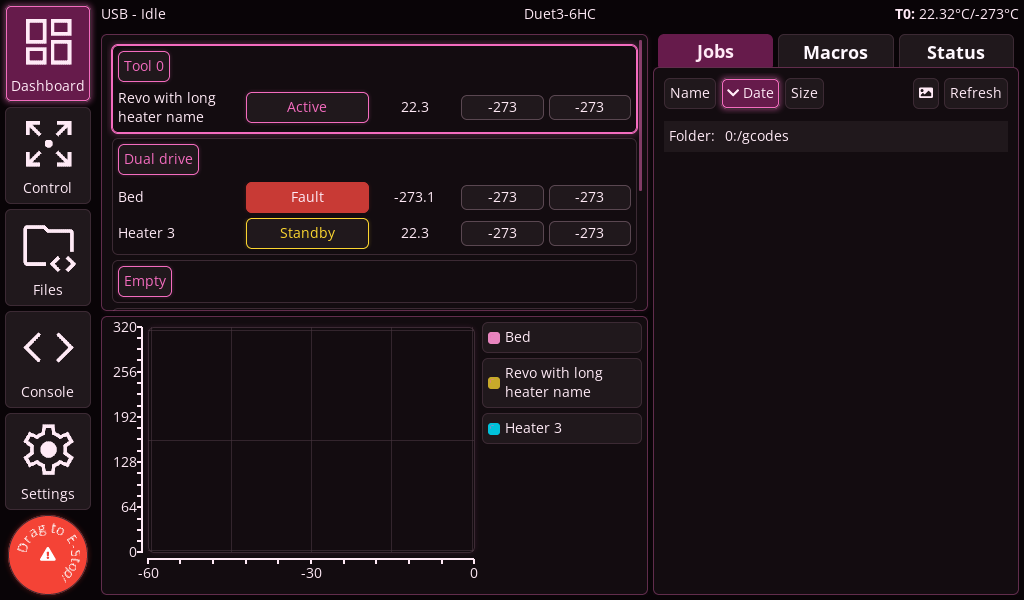 USB - Idle
Duet3-6HC
T0: 22.32°C/-273°C
Dashboard
Control
Files
Console
Settings
Drag to E-Stop!
Tool 0
Revo with long
heater name
Active
22.3
-273
-273
Dual drive
Bed
Fault
-273.1
-273
-273
Heater 3
Standby
22.3
-273
-273
Empty
320
256
192
128
64
0
-60
-30
0
Bed
Revo with long
heater name
Heater 3
Jobs
Macros
Status
Name
Date
Size
Refresh
Folder: 0:/gcodes